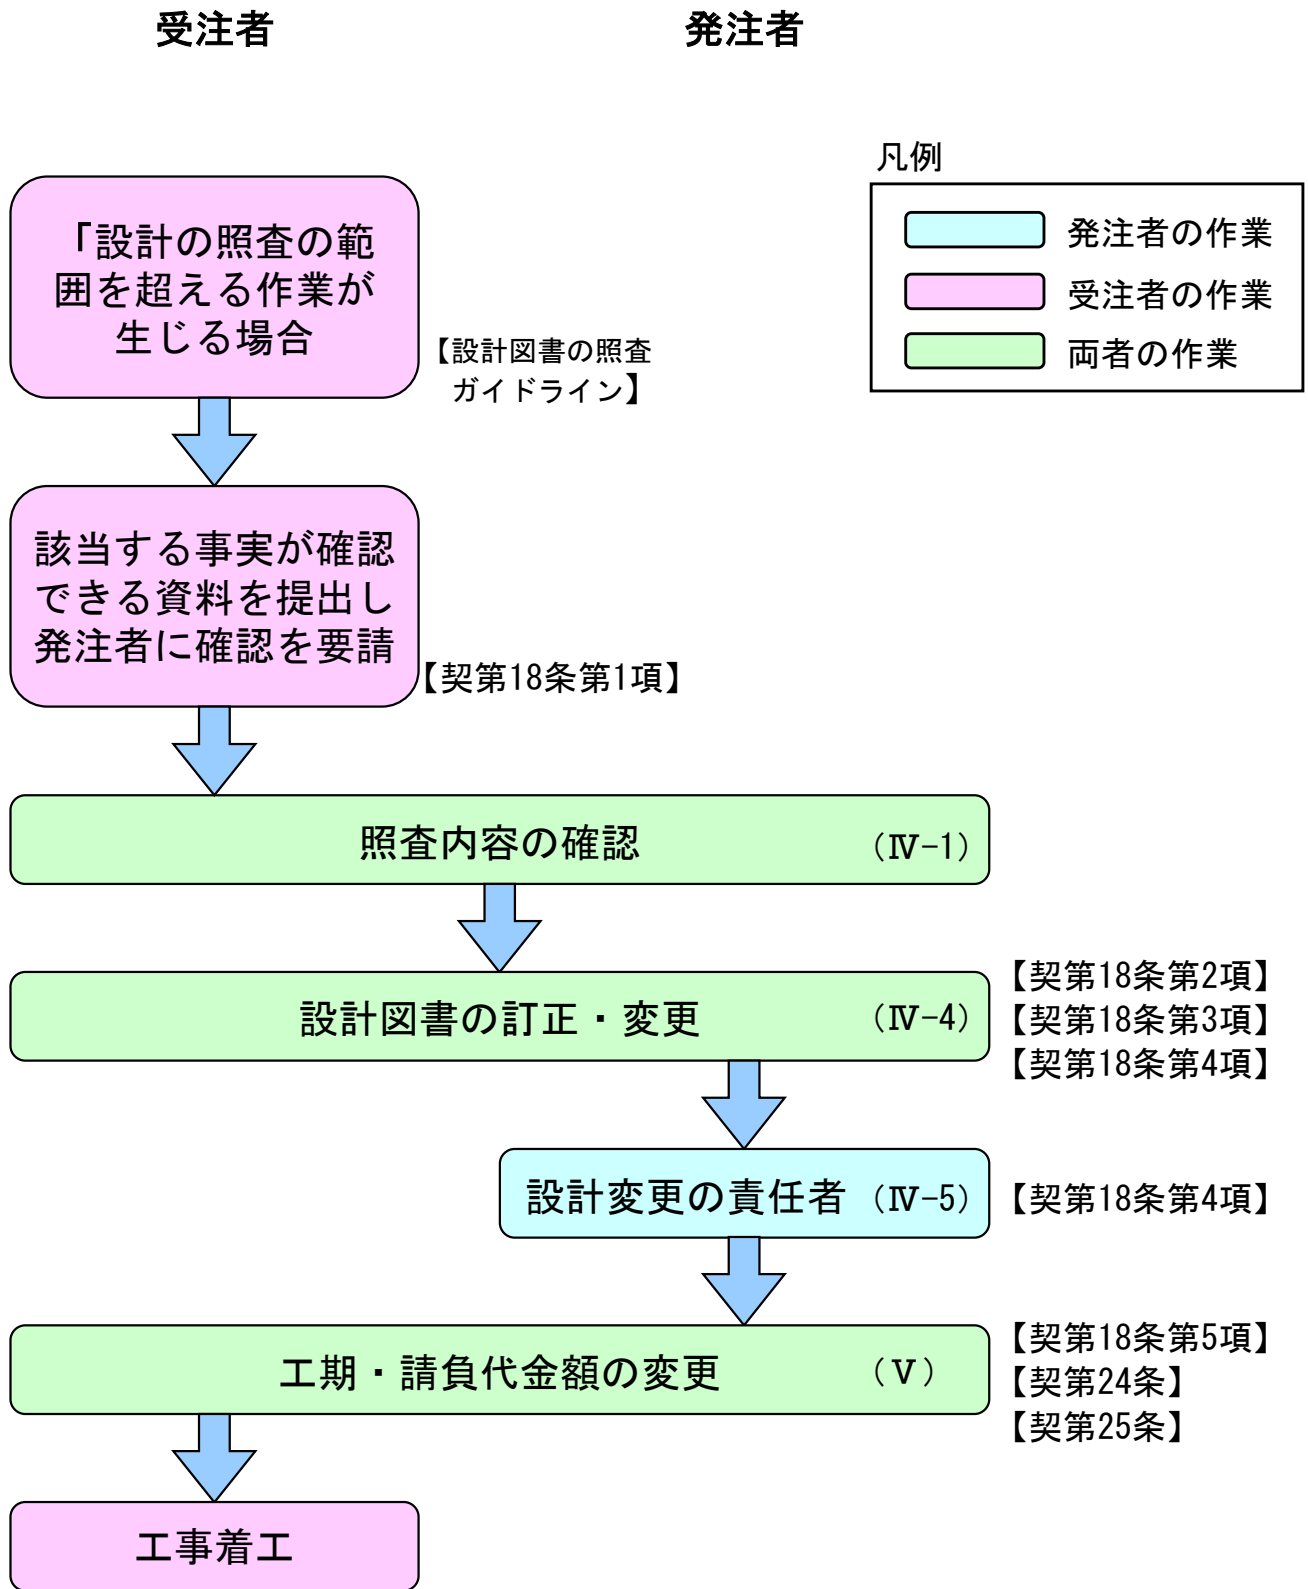 受注者
発注者
凡例
発注者の作業
受注者の作業
両者の作業
「設計の照査の範
囲を超える作業が
生じる場合
【設計図書の照査
ガイドライン】
該当する事実が確認
できる資料を提出し
発注者に確認を要請
【契第18条第1項】
照査内容の確認 （Ⅳ-1）
設計図書の訂正・変更 （Ⅳ-4）
【契第18条第2項】
【契第18条第3項】
【契第18条第4項】
設計変更の責任者 （Ⅳ-5）
【契第18条第4項】
工期・請負代金額の変更 （Ⅴ）
【契第18条第5項】
【契第24条】
【契第25条】
工事着工